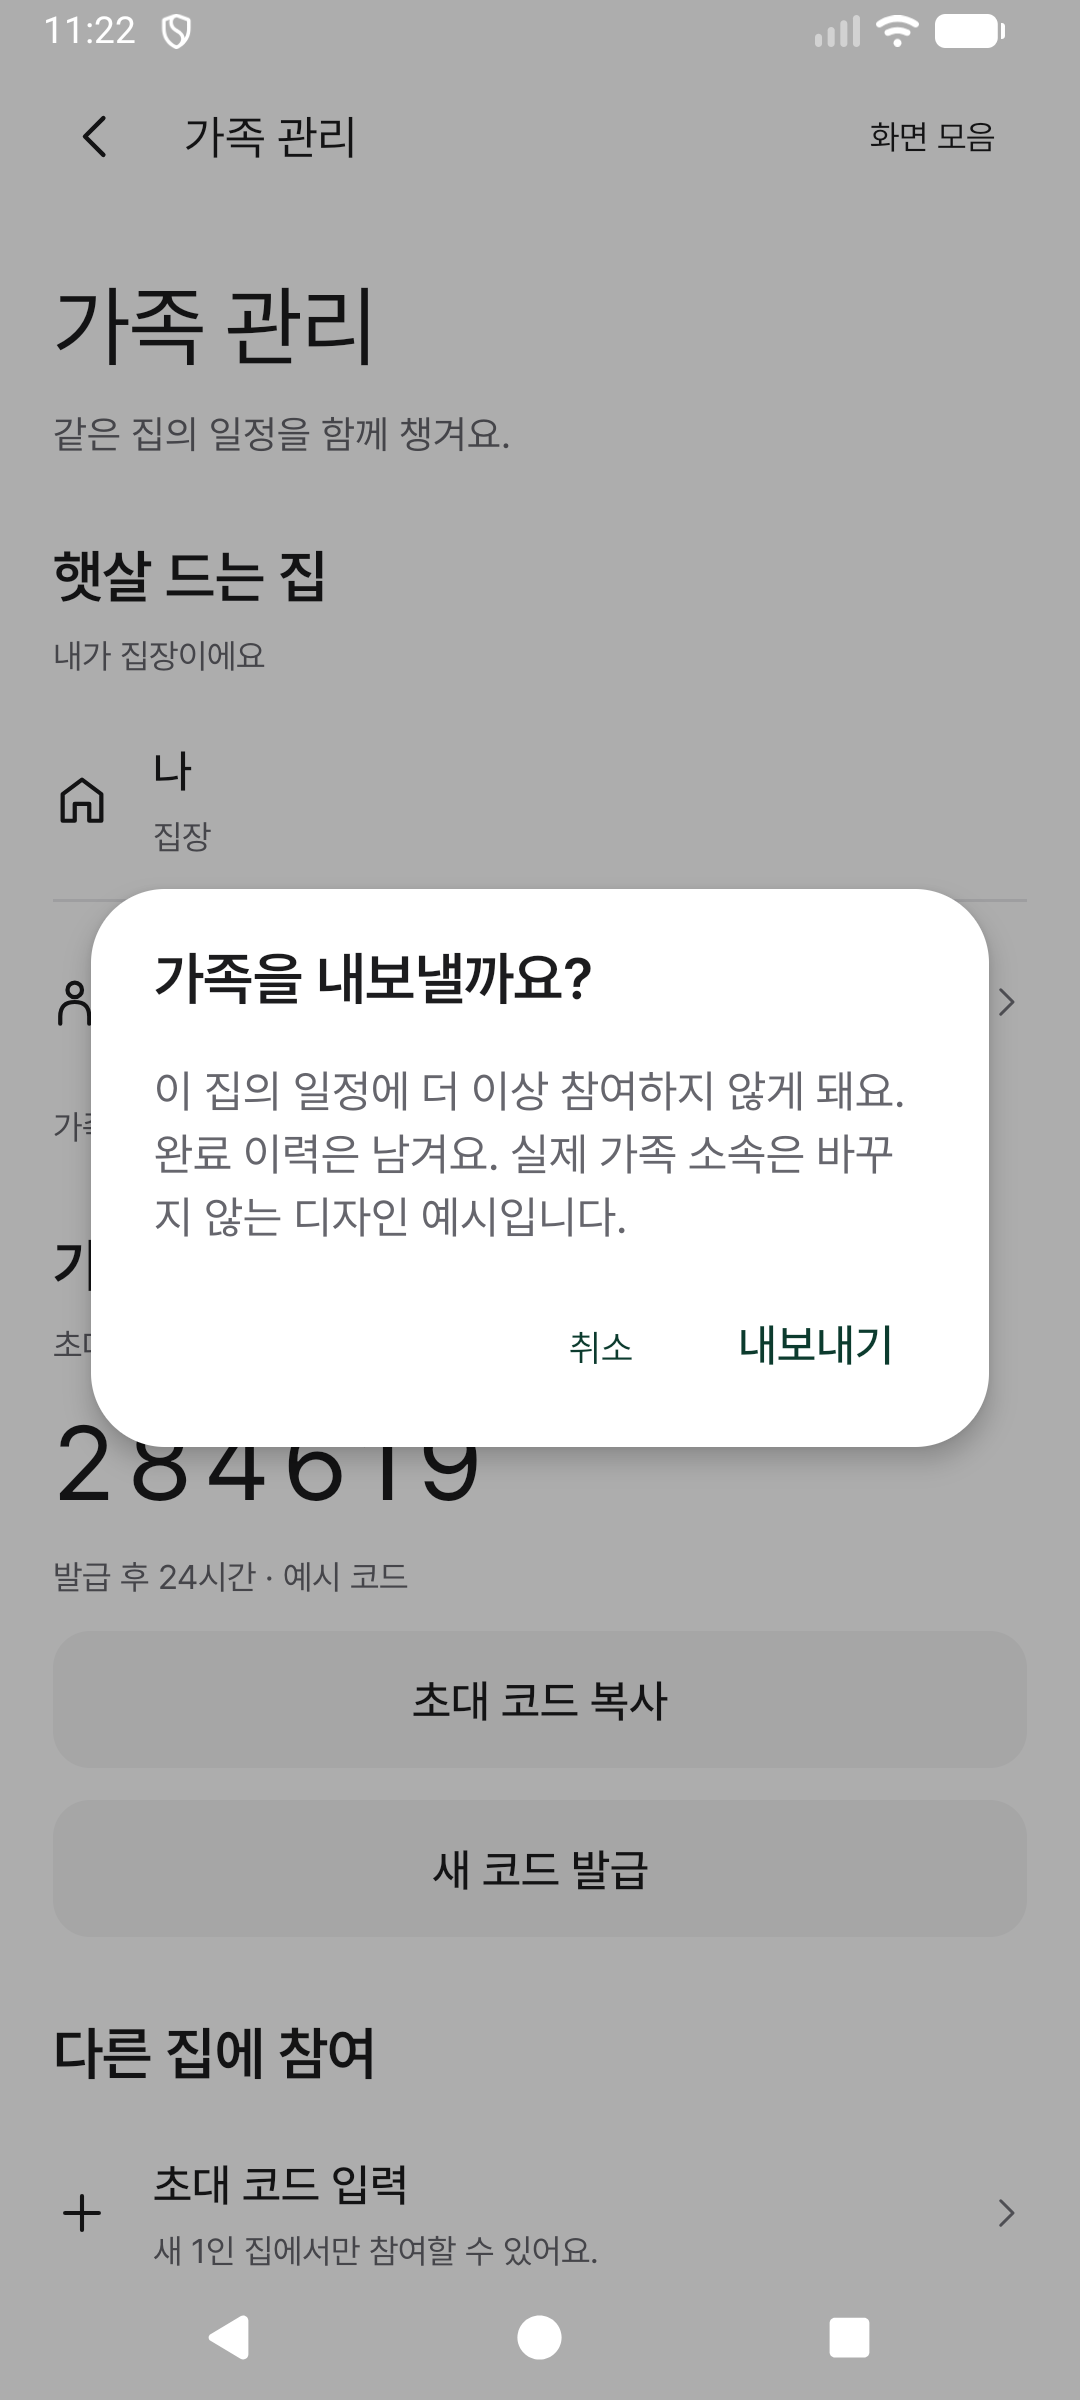 11:22
가족 관리
화면 모음
가족 관리
같은 집의 일정을 함께 챙겨요.
햇살 드는 집
내가 집장이에요
나
집장
가족을 내보낼까요?
이 집의 일정에 더 이상 참여하지 않게 돼요.
완료 이력은 남겨요. 실제 가족 소속은 바꾸
지 않는 디자인 예시입니다.
취소
내보내기
284619
발급 후 24시간 · 예시 코드
초대 코드 복사
새 코드 발급
다른 집에 참여
초대 코드 입력
새 1인 집에서만 참여할 수 있어요.